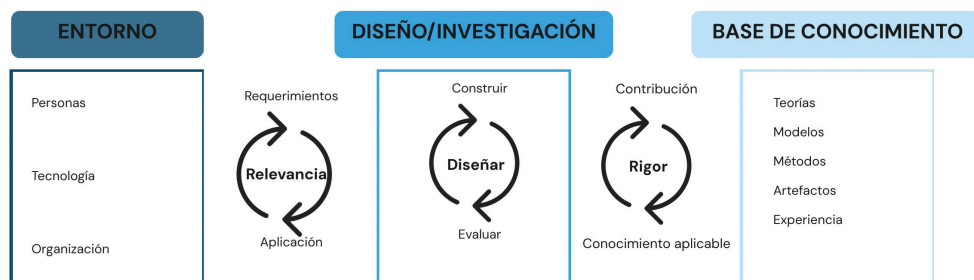 ENTORNO
DISEÑO/INVESTIGACIÓN
BASE DE CONOCIMIENTO
Personas
Tecnología
Organización
Requerimientos
Relevancia
Aplicación
Construir
Diseñar
Evaluar
Contribución
Rigor
Conocimiento aplicable
Teorías
Modelos
Métodos
Artefactos
Experiencia